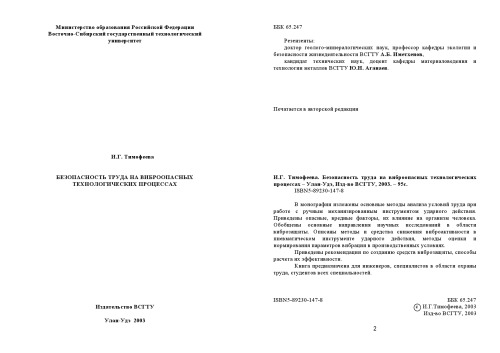 Министерство образования Российской Федерации
Восточно-Сибирский государственный технологический
университет
И.Г. Тимофеева
БЕЗОПАСНОСТЬ ТРУДА НА ВИБРООПАСНЫХ
ТЕХНОЛОГИЧЕСКИХ ПРОЦЕССАХ
Издательство ВСГТУ
Улан-Удэ 2003
ББК 65.247
Рецензенты:
доктор геолого-минералогических наук, профессор кафедры экологии и
безопасности жизнедеятельности ВСГТУ А.Б. Иметхенов,
кандидат технических наук, доцент кафедры материаловедения и
технологии металлов ВСГТУ Ю.П. Аганаев.
Печатается в авторской редакции
И.Г. Тимофеева. Безопасность труда на виброопасных технологических
процессах – Улан-Удэ, Изд-во ВСГТУ, 2003. – 95с.
ISBN5-89230-147-8
В монографии изложены основные методы анализа условий труда при
работе с ручным механизированным инструментом ударного действия.
Приведены опасные, вредные факторы, их влияние на организм человека.
Обобщены основные направления научных исследований в области
виброзащиты. Описаны методы и средства снижения виброактивности в
пневматическом инструменте ударного действия, методы оценки и
нормирования параметров вибрации в производственных условиях.
Приведены рекомендации по созданию средств виброзащиты, способы
расчета их эффективности.
Книга предназначена для инженеров, специалистов в области охраны
труда, студентов всех специальностей.
ISBN5-89230-147-8 ББК 65.247
© И.Г.Тимофеева, 2003
Изд-во ВСГТУ, 2003
2